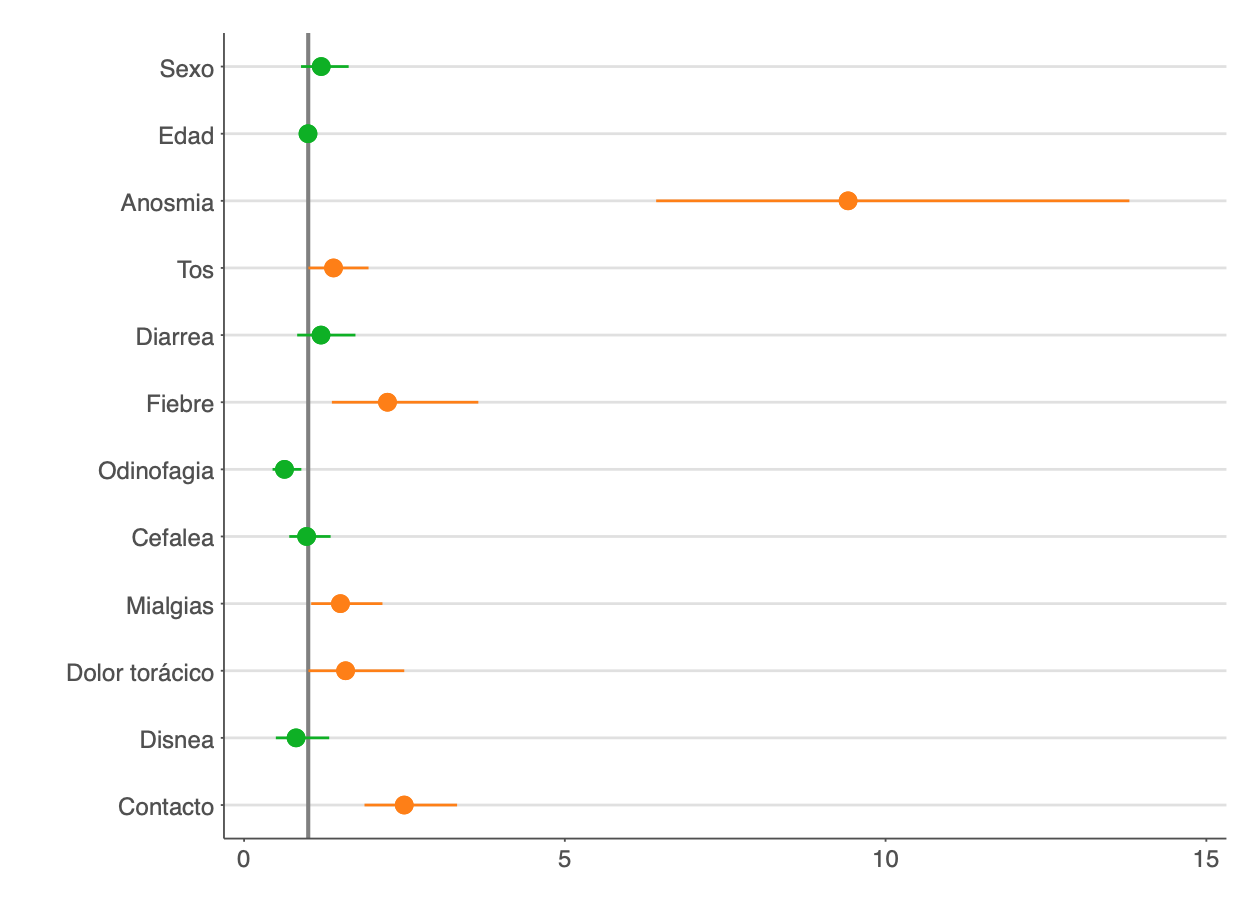 Sexo
Edad
Anosmia
Tos
Diarrea
Fiebre
Odinofagia
Cefalea
Mialgias
Dolor torácico
Disnea
Contacto
0 5 10 15